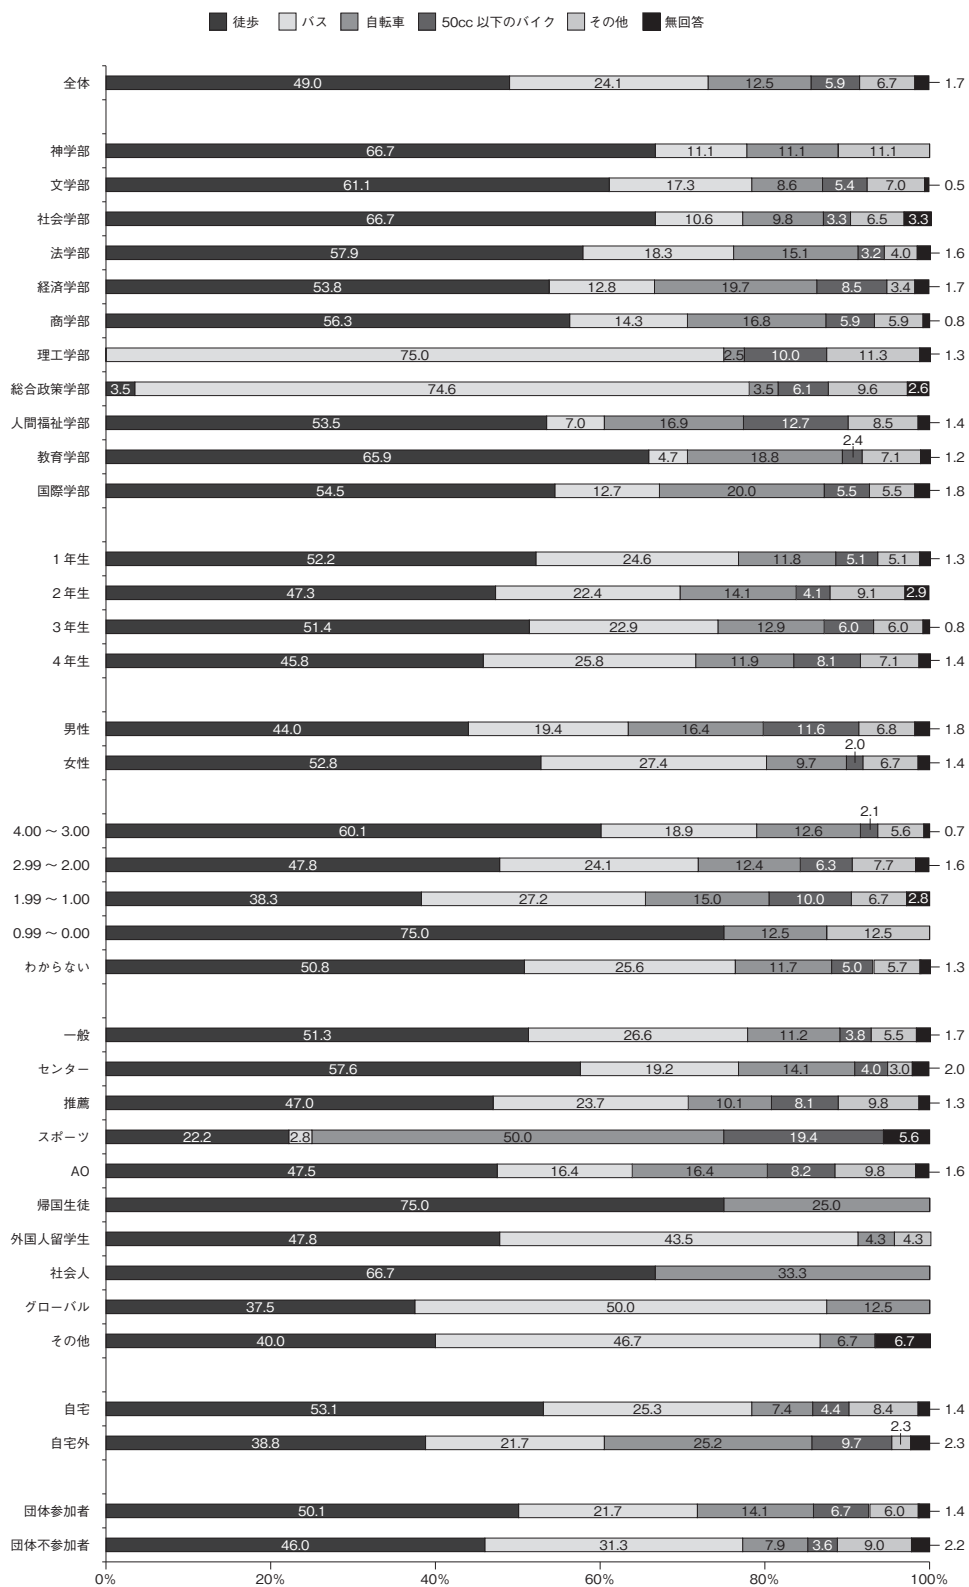 徒歩 バス 自転車 50cc 以下のバイク その他 無回答
全体 49.0 24.1 12.5 5.9 6.7 1.7
神学部 66.7 11.1 11.1 11.1
文学部 61.1 17.3 8.6 5.4 7.0 0.5
社会学部 66.7 10.6 9.8 3.3 6.5 3.3
法学部 57.9 18.3 15.1 3.2 4.0 1.6
経済学部 53.8 12.8 19.7 8.5 3.4 1.7
商学部 56.3 14.3 16.8 5.9 5.9 0.8
理工学部 75.0 2.5 10.0 11.3 1.3
総合政策学部 3.5 74.6 3.5 6.1 9.6 2.6
人間福祉学部 53.5 7.0 16.9 12.7 8.5 1.4
教育学部 65.9 4.7 18.8 2.4 7.1 1.2
国際学部 54.5 12.7 20.0 5.5 5.5 1.8
1 年生 52.2 24.6 11.8 5.1 5.1 1.3
2 年生 47.3 22.4 14.1 4.1 9.1 2.9
3 年生 51.4 22.9 12.9 6.0 6.0 0.8
4 年生 45.8 25.8 11.9 8.1 7.1 1.4
男性 44.0 19.4 16.4 11.6 6.8 1.8
女性 52.8 27.4 9.7 2.0 6.7 1.4
4.00 〜 3.00 60.1 18.9 12.6 2.1 5.6 0.7
2.99 〜 2.00 47.8 24.1 12.4 6.3 7.7 1.6
1.99 〜 1.00 38.3 27.2 15.0 10.0 6.7 2.8
0.99 〜 0.00 75.0 12.5 12.5
わからない 50.8 25.6 11.7 5.0 5.7 1.3
一般 51.3 26.6 11.2 3.8 5.5 1.7
センター 57.6 19.2 14.1 4.0 3.0 2.0
推薦 47.0 23.7 10.1 8.1 9.8 1.3
スポーツ 22.2 2.8 50.0 19.4 5.6
AO 47.5 16.4 16.4 8.2 9.8 1.6
帰国生徒 75.0 25.0
外国人留学生 47.8 43.5 4.3 4.3
社会人 66.7 33.3
グローバル 37.5 50.0 12.5
その他 40.0 46.7 6.7 6.7
自宅 53.1 25.3 7.4 4.4 8.4 1.4
自宅外 38.8 21.7 25.2 9.7 2.3 2.3
団体参加者 50.1 21.7 14.1 6.7 6.0 1.4
団体不参加者 46.0 31.3 7.9 3.6 9.0 2.2
0% 20% 40% 60% 80% 100%